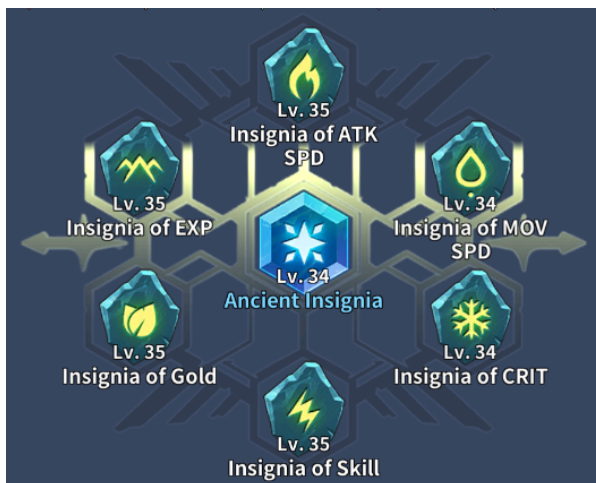 Lv. 35
Insignia of ATK
SPD
Lv. 35
Insignia of EXP
Lv. 34
Insignia of MOV
SPD
Lv. 34
Ancient Insignia
Lv. 35
Insignia of Gold
Lv. 34
Insignia of CRIT
Lv. 35
Insignia of Skill